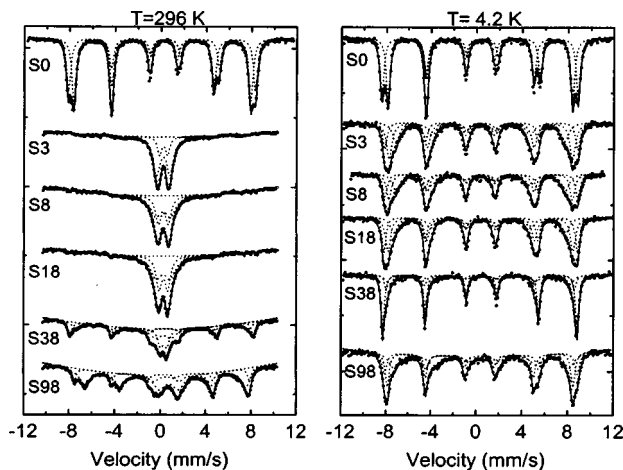 T=296 K
T= 4.2 K
S0
S3
S8
S18
S38
S98
-12 -8 -4 0 4 8 12
Velocity (mm/s)
S0
S3
S8
S18
S38
S98
-12 -8 -4 0 4 8 12
Velocity (mm/s)